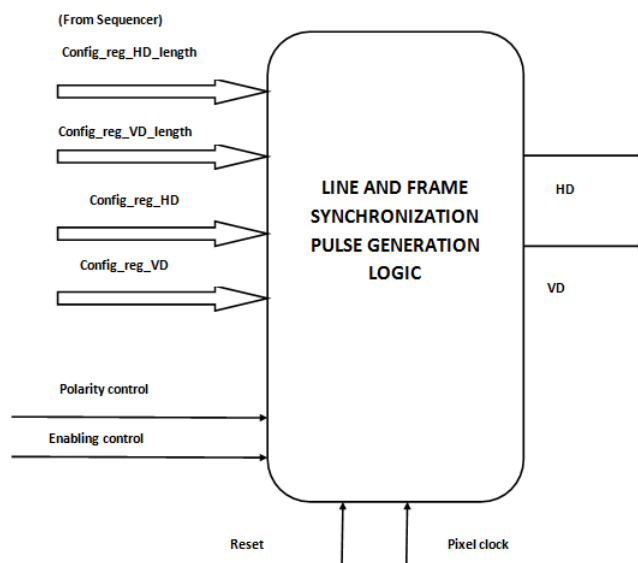 (From Sequencer)
Config_reg_HD_length
Config_reg_VD_length
Config_reg_HD
Config_reg_VD
Polarity control
Enabling control
LINE AND FRAME
SYNCHRONIZATION
PULSE GENERATION
LOGIC
HD
VD
Reset
Pixel clock